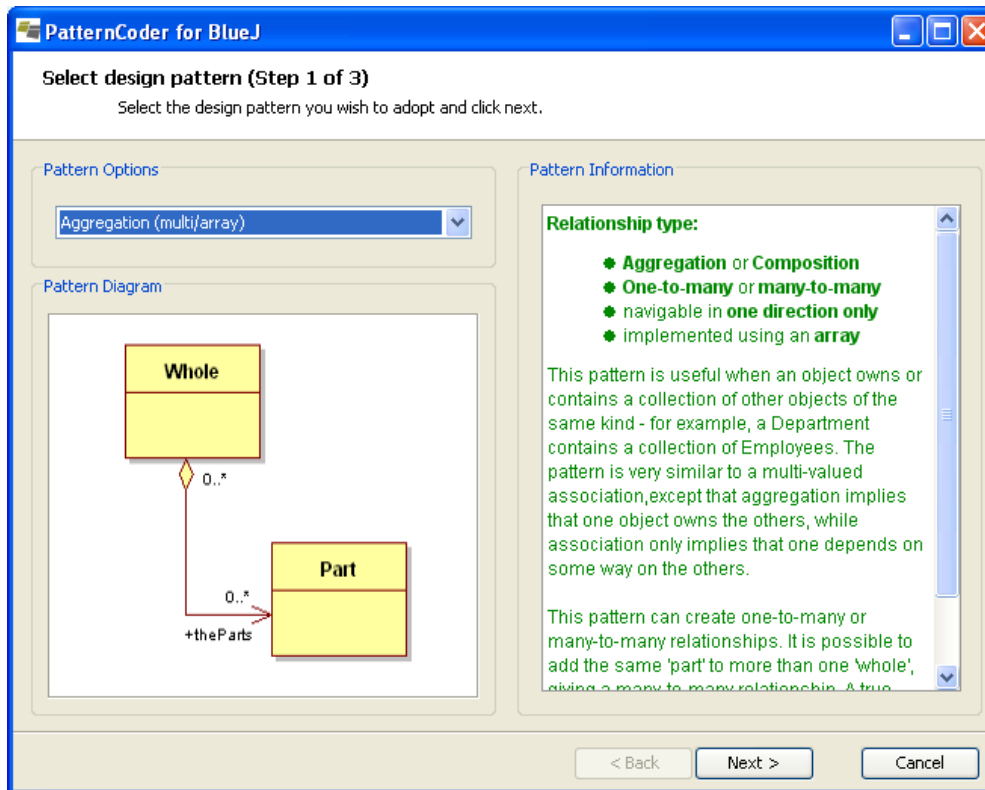 PatternCoder for BlueJ
Select design pattern (Step 1 of 3)
Select the design pattern you wish to adopt and click next.
Pattern Options
Aggregation (multi/array)
Pattern Diagram
Whole
0..*
Part
0..*
+theParts
Pattern Information
Relationship type:
Aggregation or Composition
One-to-many or many-to-many
navigable in one direction only
implemented using an array
This pattern is useful when an object owns or
contains a collection of other objects of the
same kind - for example, a Department
contains a collection of Employees. The
pattern is very similar to a multi-valued
association,except that aggregation implies
that one object owns the others, while
association only implies that one depends on
some way on the others.
This pattern can create one-to-many or
many-to-many relationships. It is possible to
add the same 'part' to more than one 'whole',
giving a many-to-many relationship. A true
< Back
Next >
Cancel